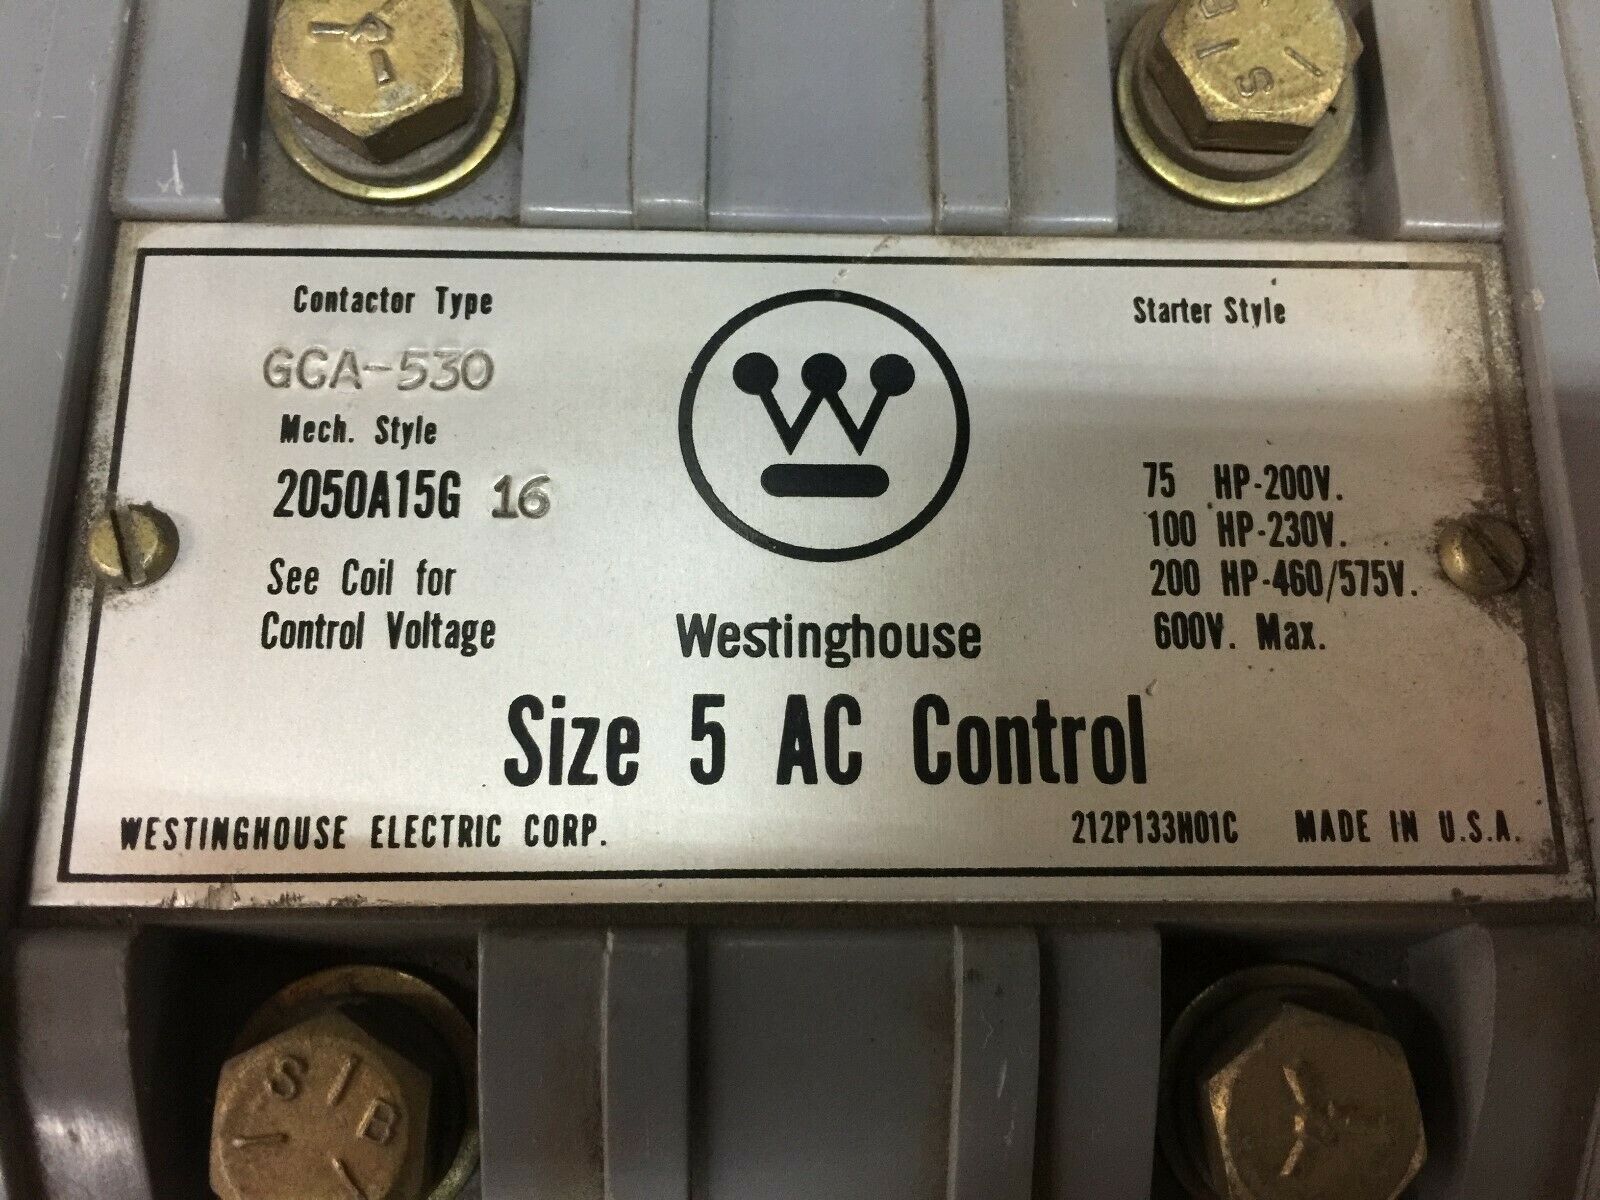 SIB
Contactor Type
GCA-530
Mech. Style
2050A15G 16
See Coil for
Control Voltage
W
Westinghouse
Starter Style
75 HP-200V.
100 HP-230V.
200 HP-460/575V.
600V. Max.
Size 5 AC Control
WESTINGHOUSE ELECTRIC CORP.
212P133H01C MADE IN U.S.A.
SIB